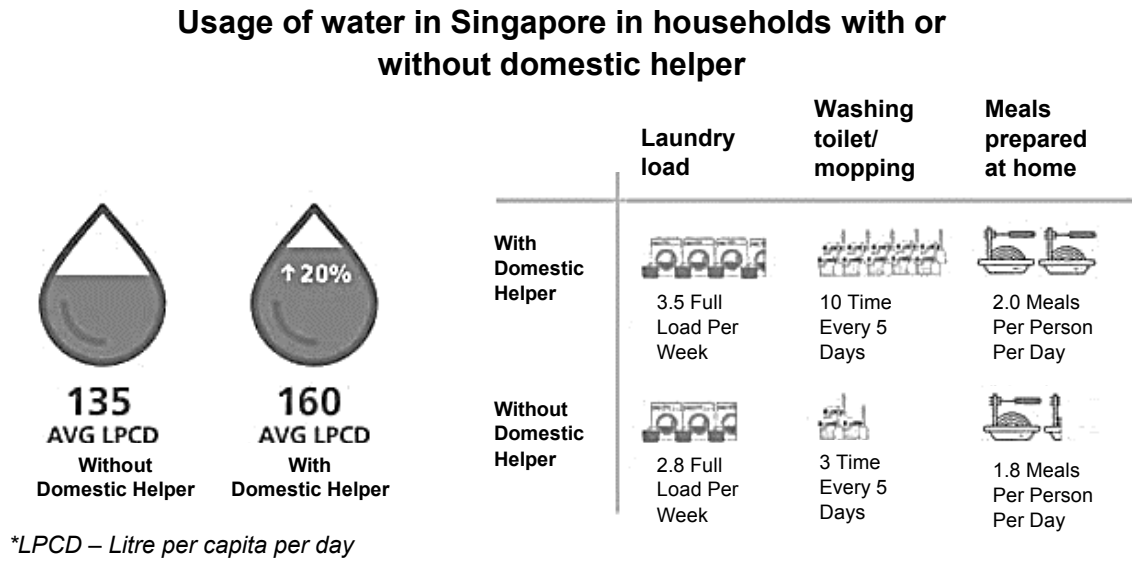 Usage of water in Singapore in households with or
without domestic helper
Laundry
load
Washing
toilet/
mopping
Meals
prepared
at home
↑ 20%
135
AVG LPCD
Without
Domestic Helper
160
AVG LPCD
With
Domestic Helper
With
Domestic
Helper
3.5 Full
Load Per
Week
10 Time
Every 5
Days
2.0 Meals
Per Person
Per Day
Without
Domestic
Helper
2.8 Full
Load Per
Week
3 Time
Every 5
Days
1.8 Meals
Per Person
Per Day
*LPCD – Litre per capita per day